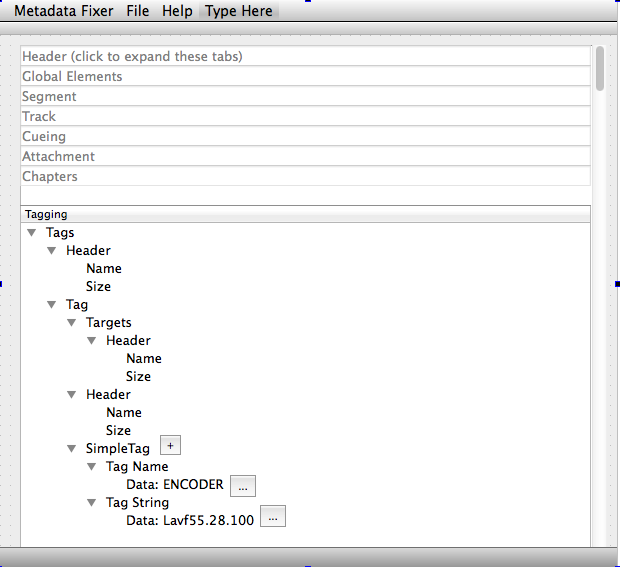 Metadata Fixer File Help Type Here
Header (click to expand these tabs)
Global Elements
Segment
Track
Cueing
Attachment
Chapters
Tagging
Tags
Header
Name
Size
Tag
Targets
Header
Name
Size
Header
Name
Size
SimpleTag +
Tag Name
Data: ENCODER ...
Tag String
Data: Lavf55.28.100 ...